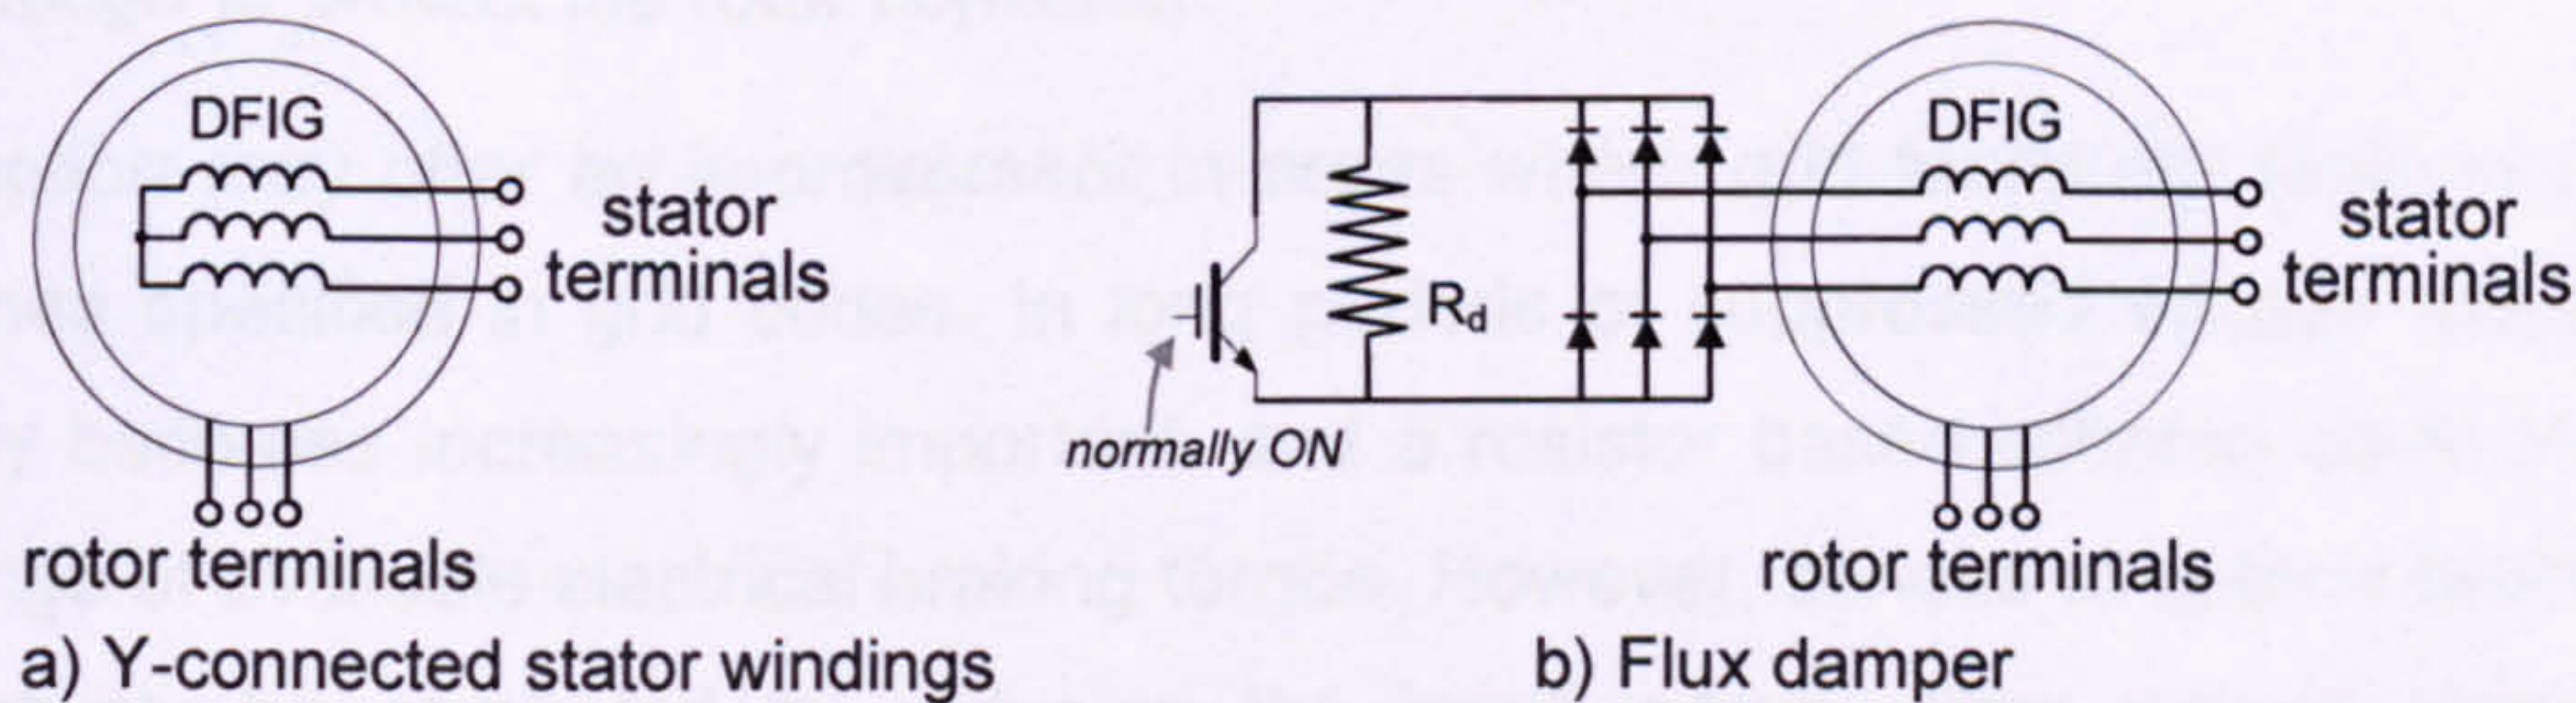 DFIG
stator
terminals
rotor terminals
a) Y-connected stator windings
normally ON
Rd
DFIG
stator
terminals
rotor terminals
b) Flux damper